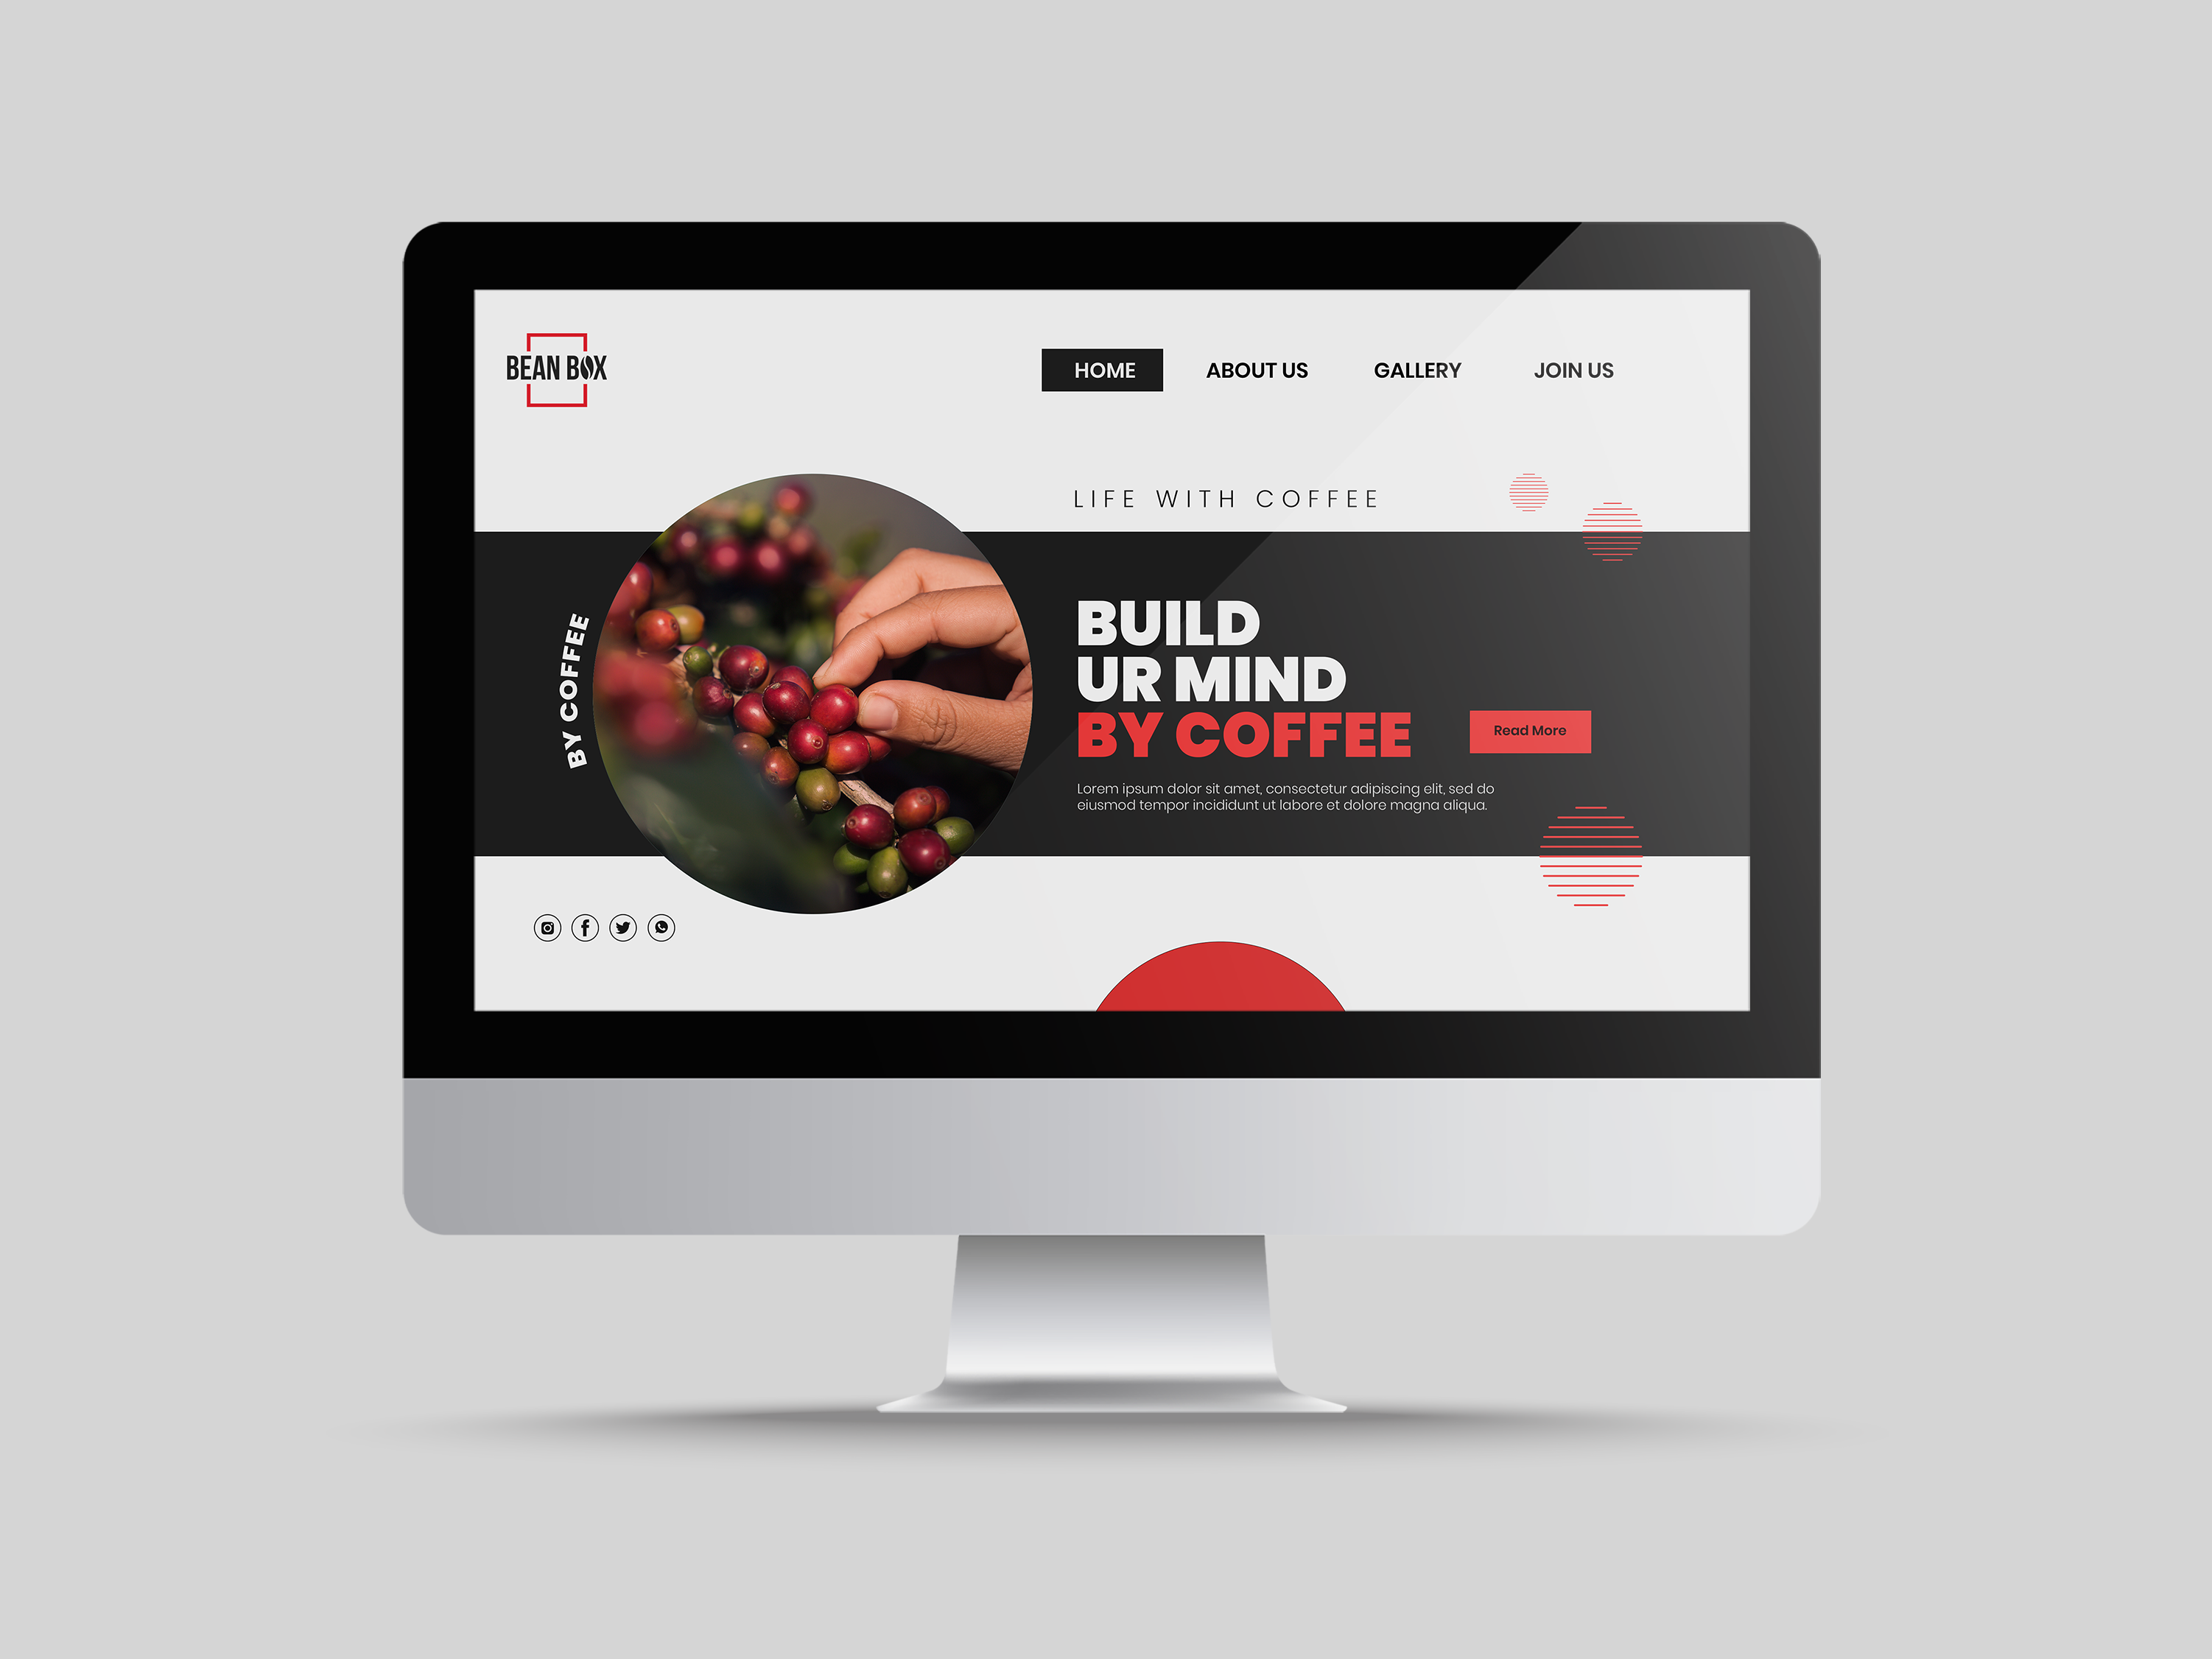 BEAN BOX
HOME
ABOUT US
GALLERY
JOIN US
LIFE WITH COFFEE
BY COFFEE
BUILD
UR MIND
BY COFFEE
Read More
Lorem ipsum dolor sit amet, consectetur adipiscing elit, sed do
eiusmod tempor incididunt ut labore et dolore magna aliqua.